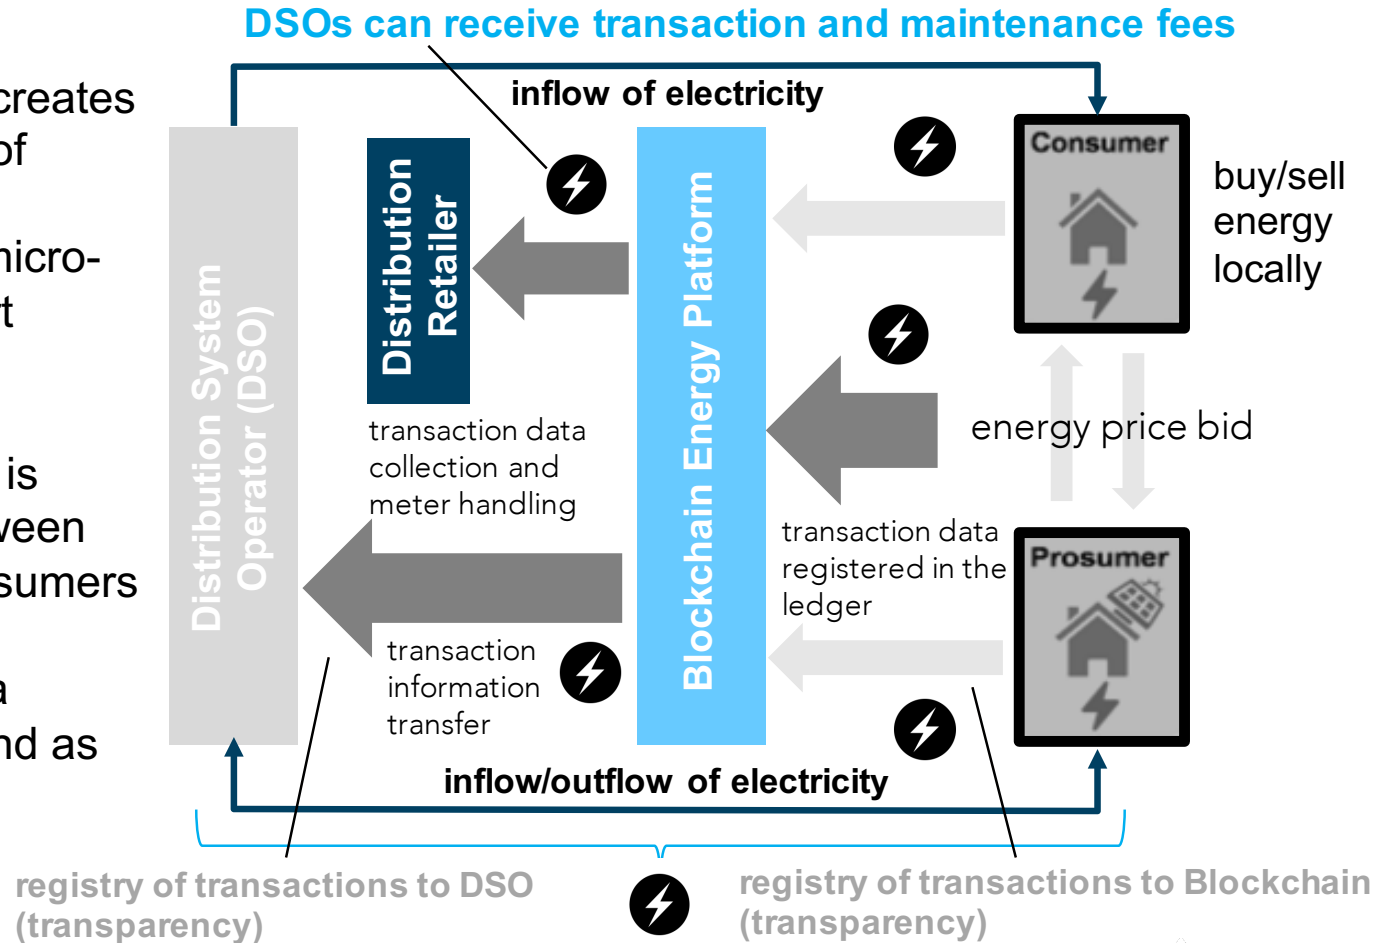 DSOs can receive transaction and maintenance fees
inflow of electricity
creates
of
micro-
t
is
ween
sumers
a
nd as
Distribution System
Operator (DSO)
Distribution
Retailer
Blockchain Energy Platform
Consumer
buy/sell
energy
locally
energy price bid
transaction data
collection and
meter handling
transaction data
registered in the
ledger
Prosumer
transaction
information
transfer
inflow/outflow of electricity
registry of transactions to DSO
(transparency)
registry of transactions to Blockchain
(transparency)